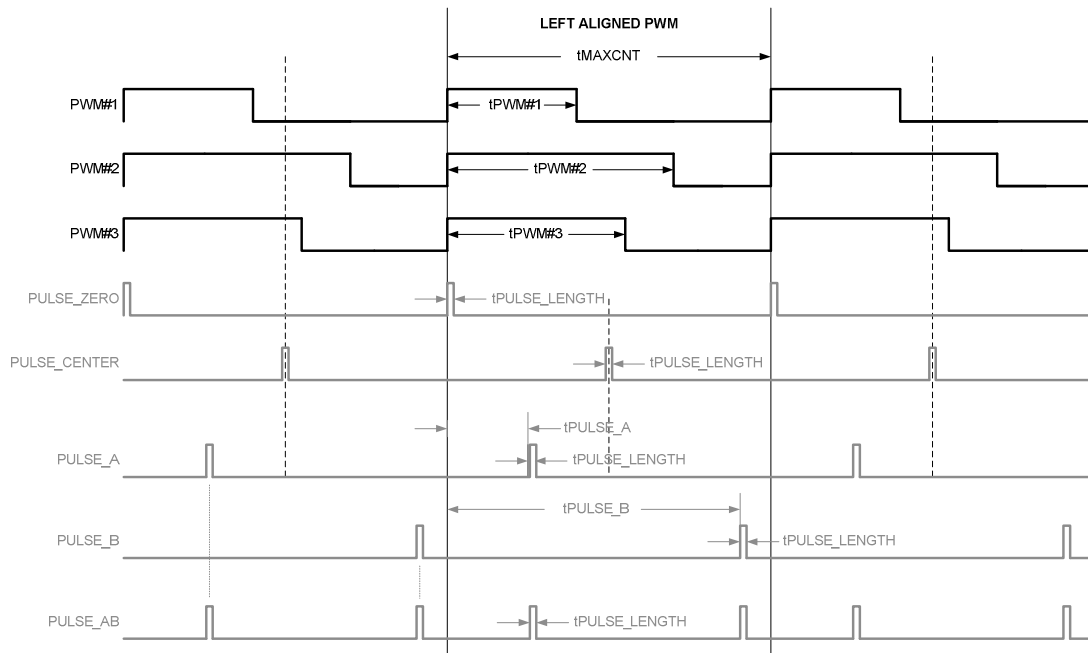 LEFT ALIGNED PWM
tMAXCNT
PWM#1
tPWM#1
PWM#2
tPWM#2
PWM#3
tPWM#3
PULSE_ZERO
tPULSE_LENGTH
PULSE_CENTER
tPULSE_LENGTH
tPULSE_A
PULSE_A
tPULSE_LENGTH
tPULSE_B
PULSE_B
tPULSE_LENGTH
PULSE_AB
tPULSE_LENGTH